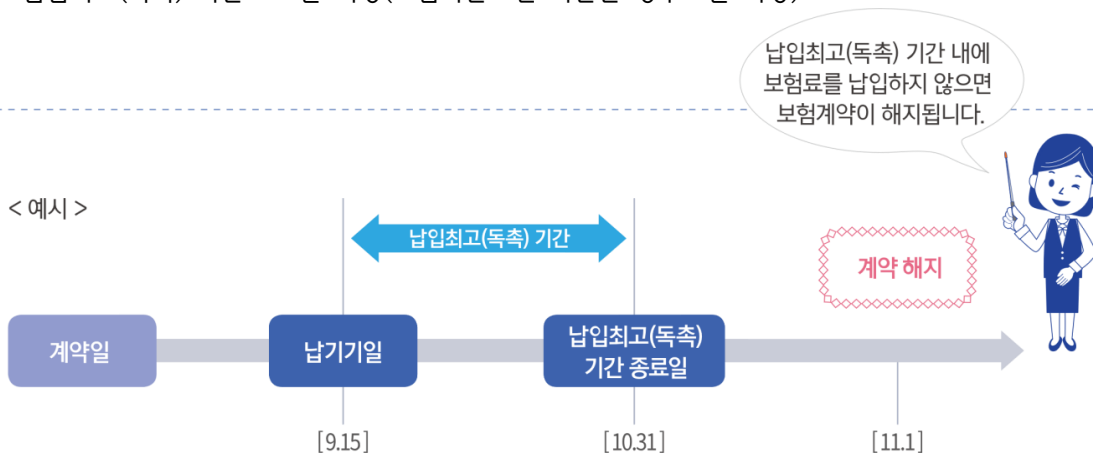 납입최고(독촉) 기간 내에
보험료를 납입하지 않으면
보험계약이 해지됩니다.
< 예시 >
납입최고(독촉) 기간
계약 해지
계약일
납기기일
납입최고(독촉)
기간 종료일
[9.15]
[10.31]
[11.1]